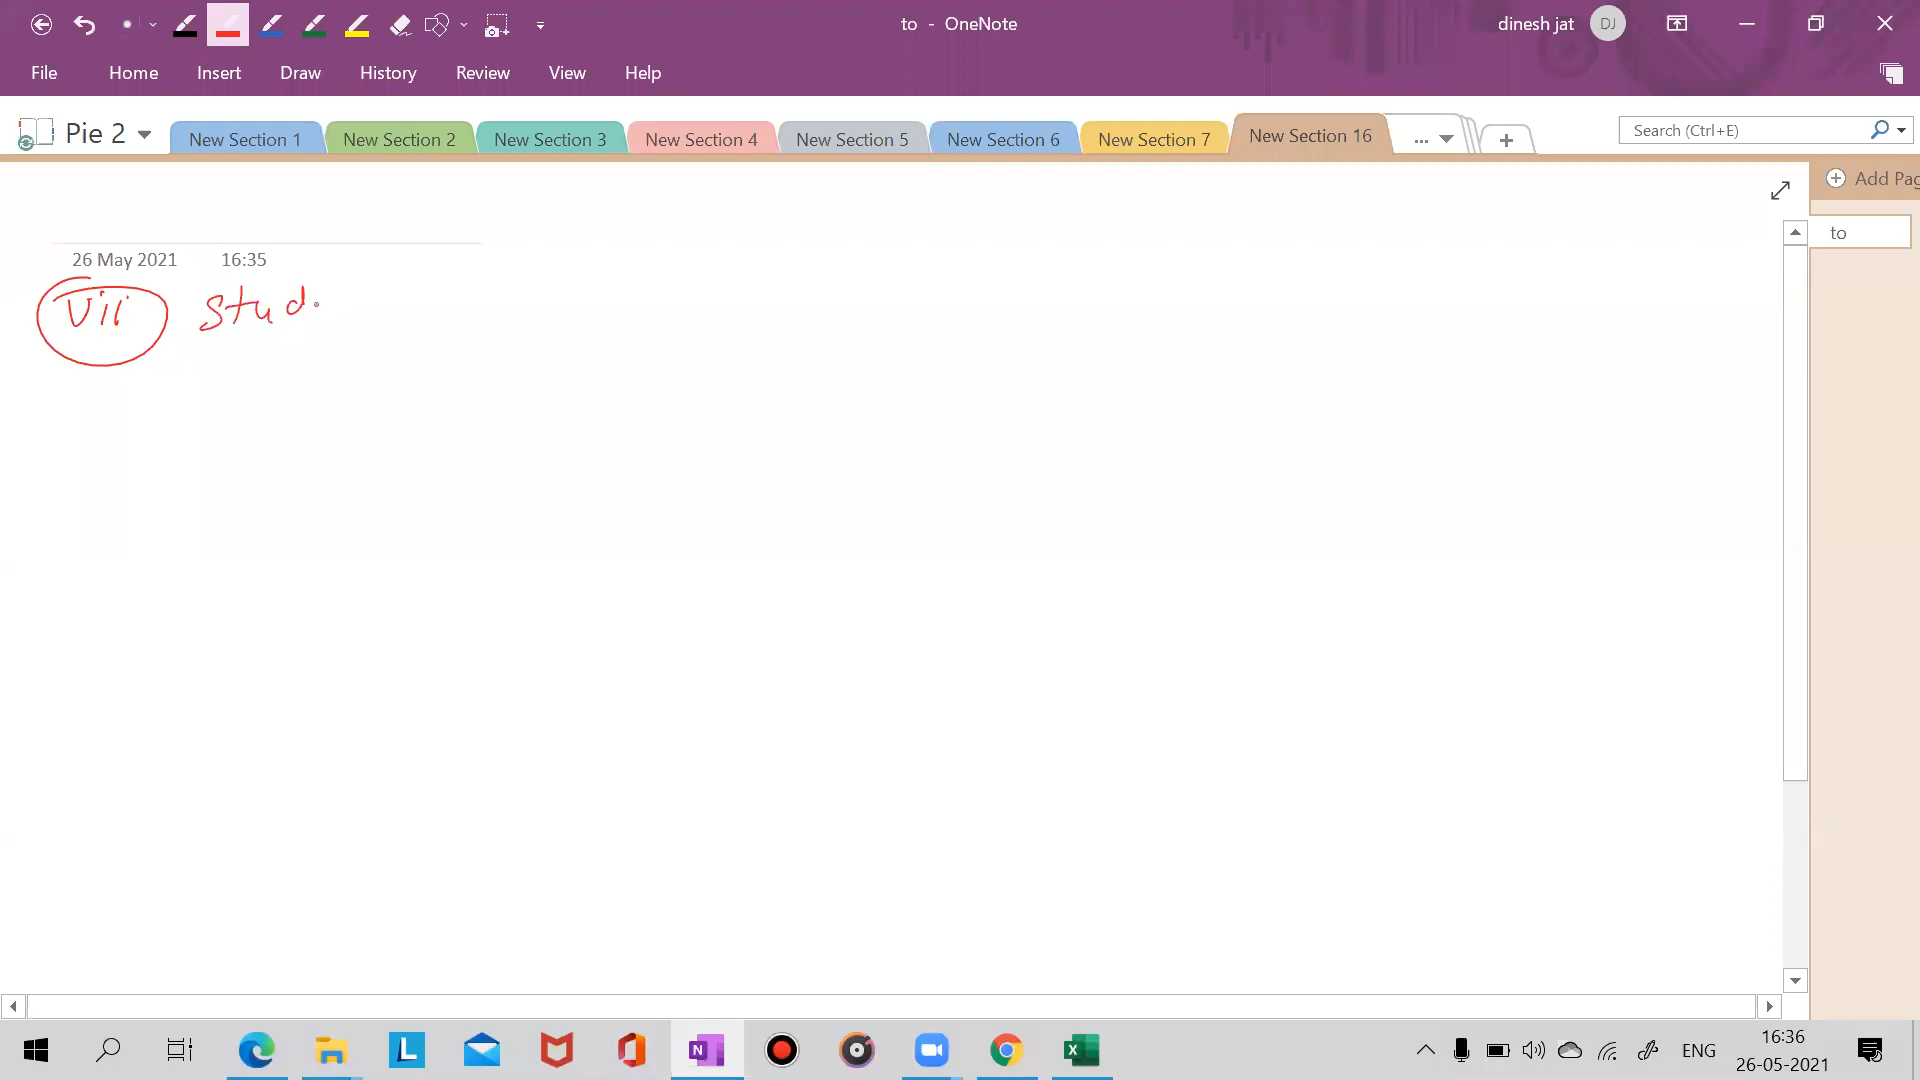 to - OneNote
dinesh jat
DJ
File Home Insert Draw History Review View Help
Pie 2
New Section 1 New Section 2 New Section 3 New Section 4 New Section 5 New Section 6 New Section 7 New Section 16 ...
Search (Ctrl+E)
Add Pag
to
26 May 2021 16:35
Vii Stud
L
N
X
ENG
16:36
26-05-2021